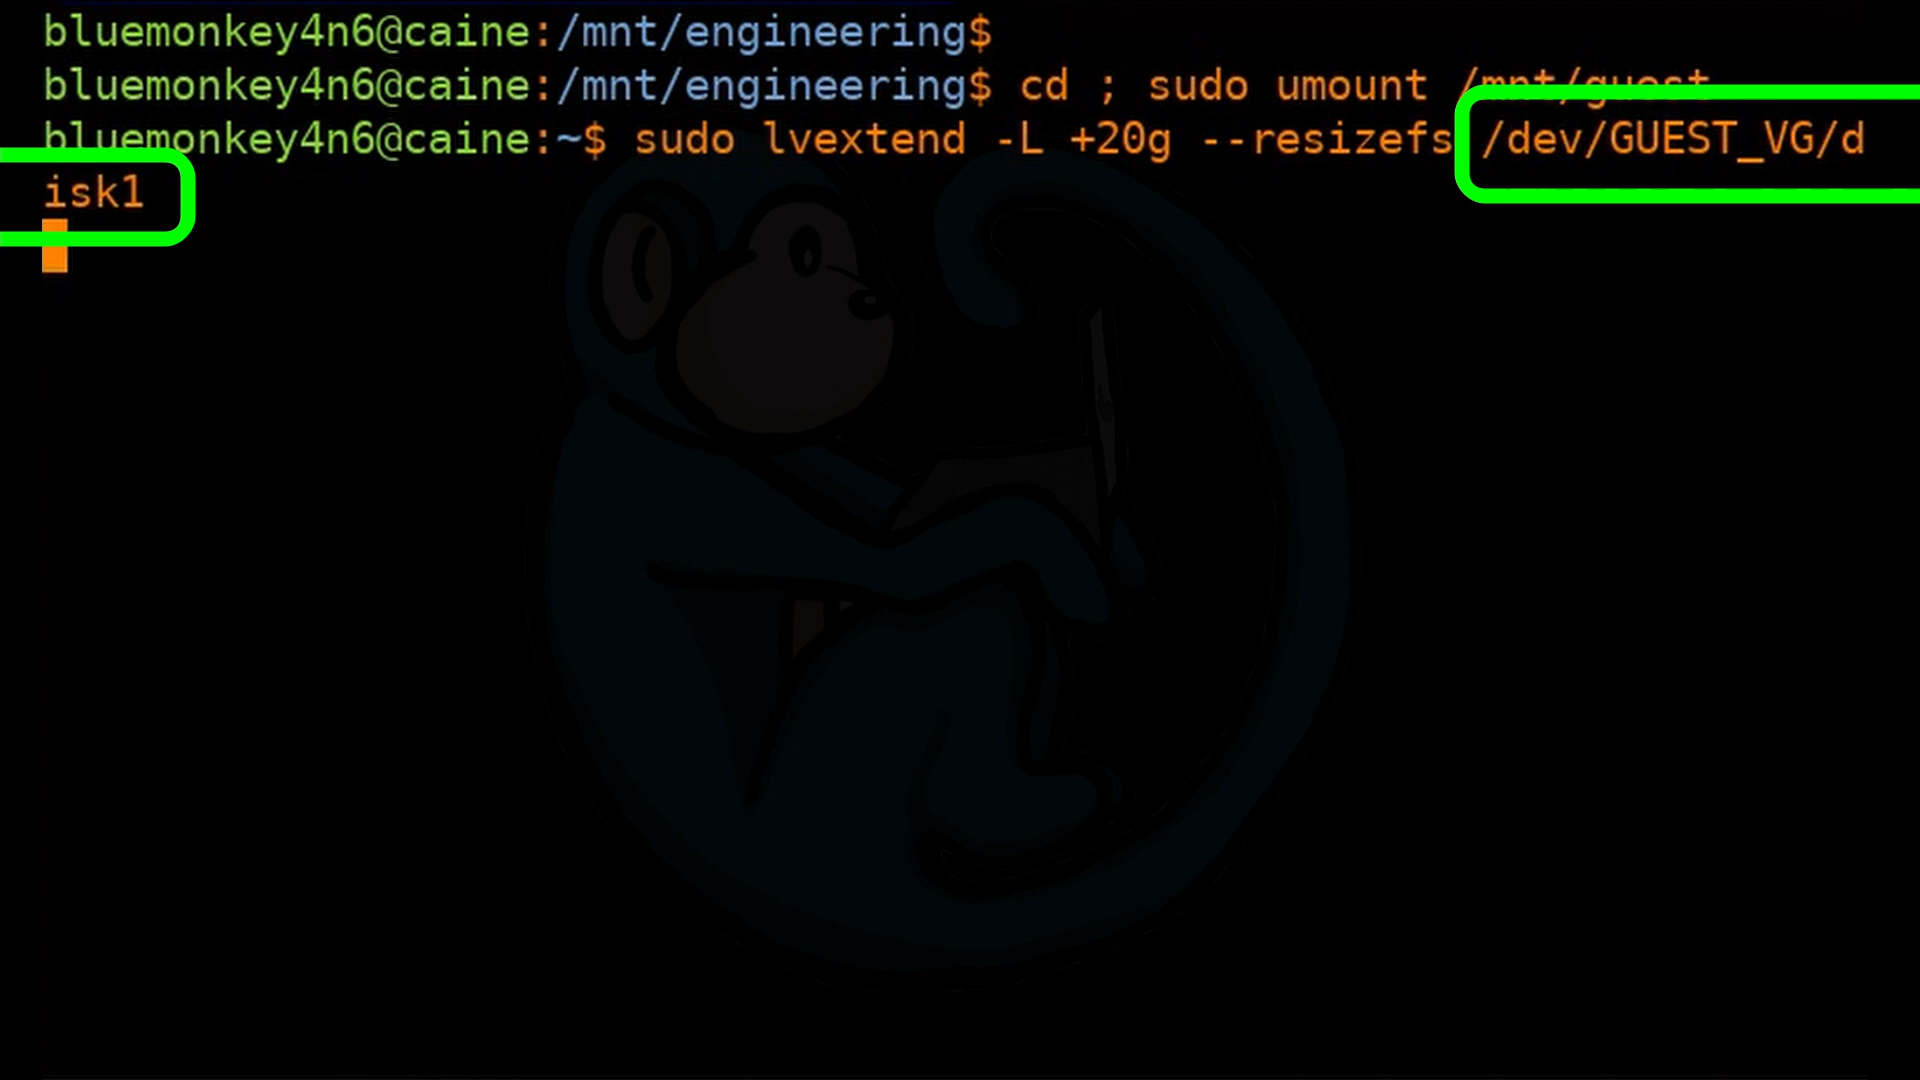 bluemonkey4n6@caine:/mnt/engineering$
bluemonkey4n6@caine:/mnt/engineering$ cd ; sudo umount /mnt/guest
bluemonkey4n6@caine:~$ sudo lvextend -L +20g --resizefs /dev/GUEST_VG/d
isk1